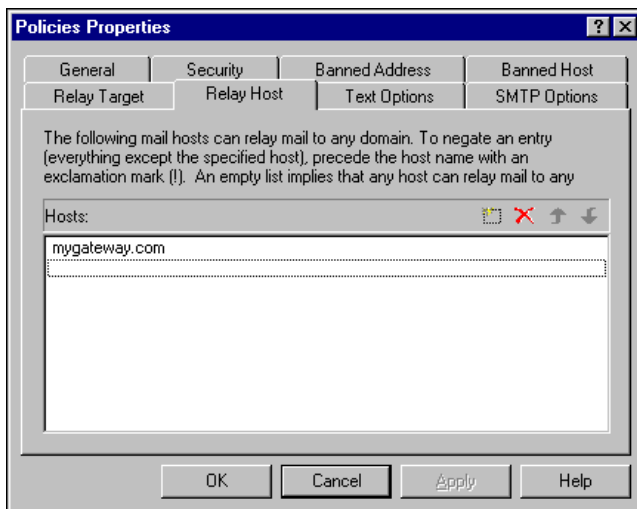 Policies Properties
General Security Banned Address Banned Host
Relay Target Relay Host Text Options SMTP Options
The following mail hosts can relay mail to any domain. To negate an entry
(everything except the specified host), precede the host name with an
exclamation mark (!). An empty list implies that any host can relay mail to any
Hosts:
mygateway.com
OK Cancel Apply Help